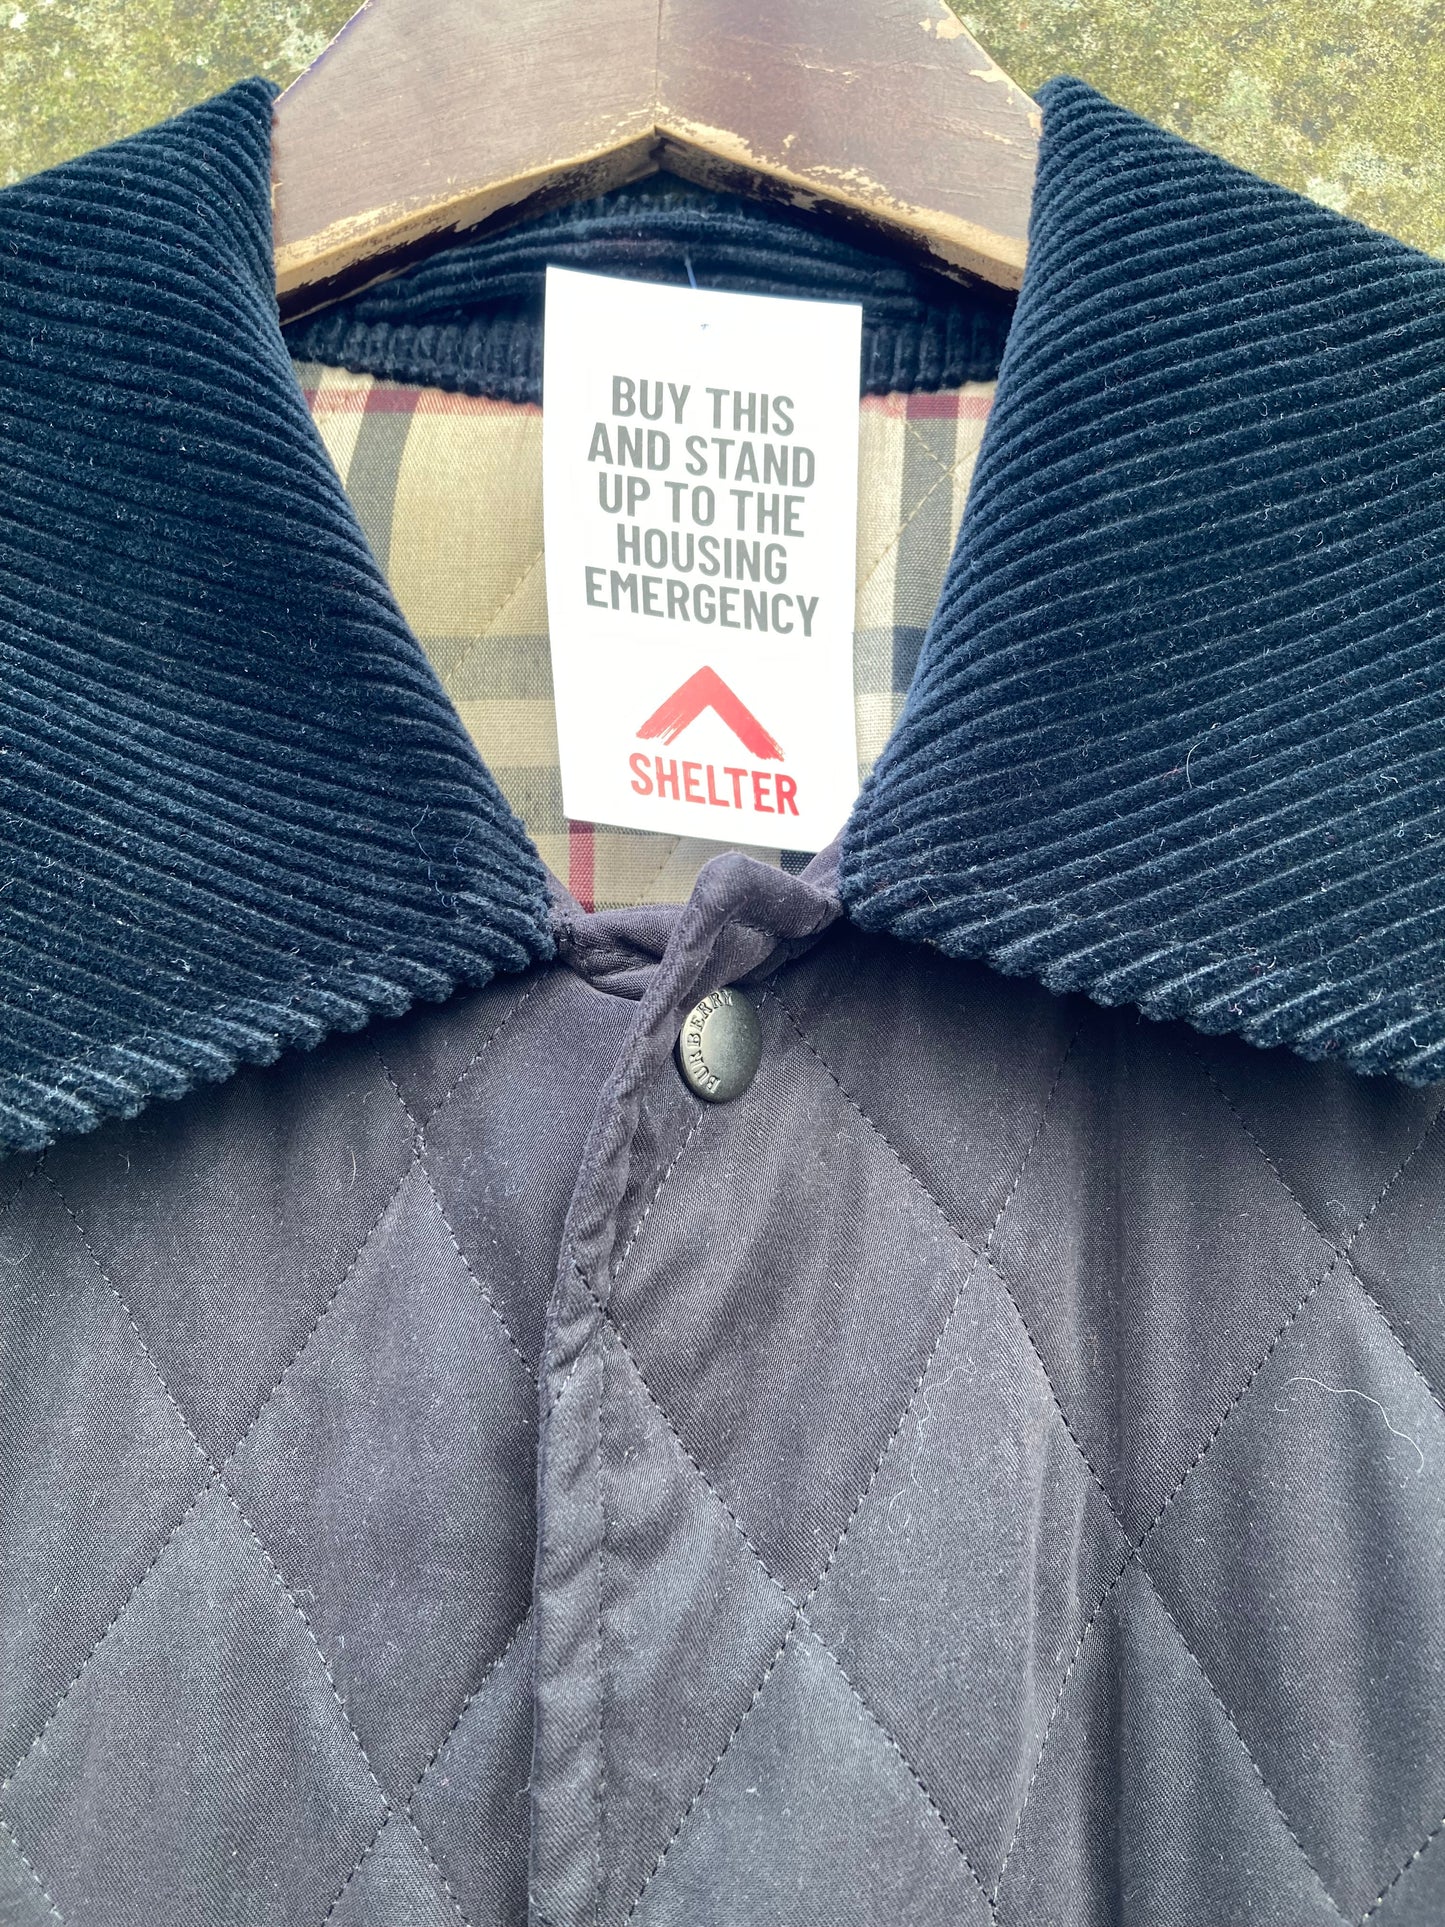 BUY THIS
AND STAND
UP TO THE
HOUSING
EMERGENCY
SHELTER
BURBERRY